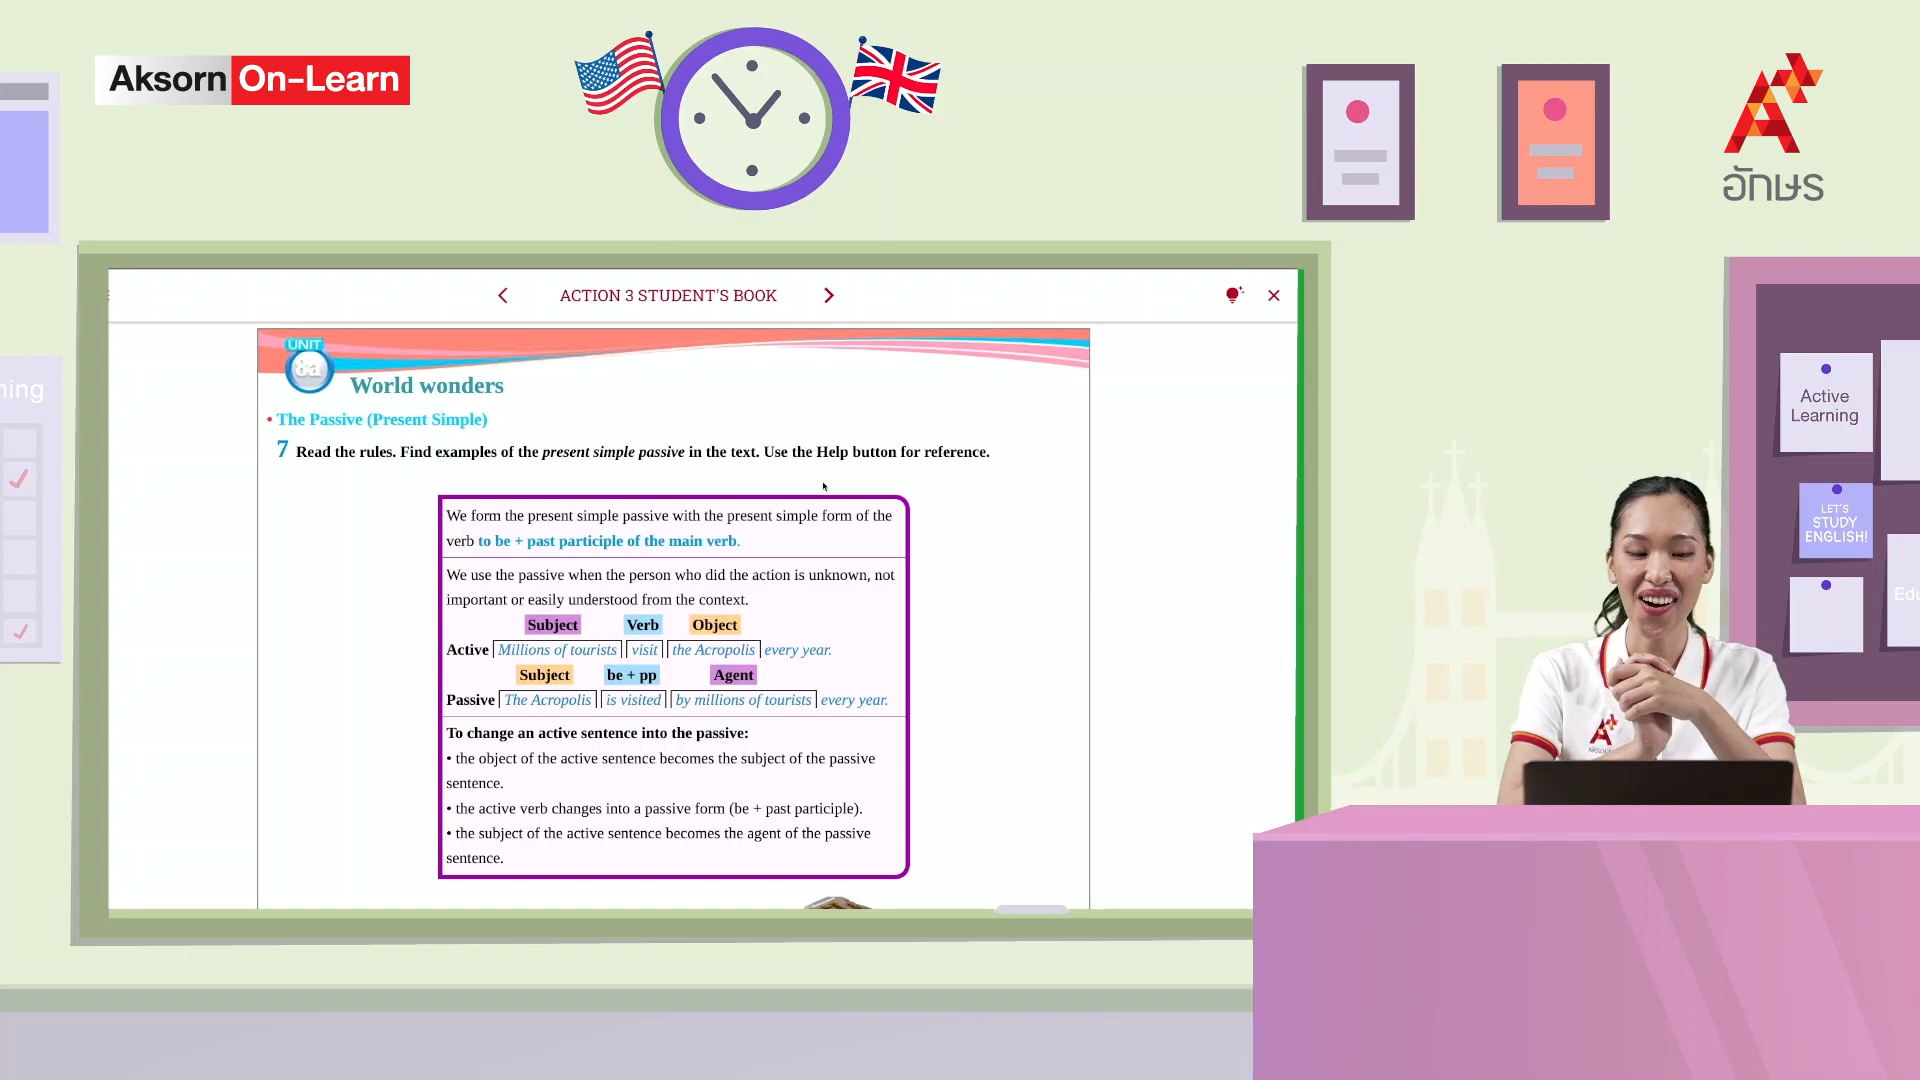 Aksorn On-Learn
อักษร
ning
ACTION 3 STUDENT'S BOOK
UNIT
8a
World wonders
• The Passive (Present Simple)
7 Read the rules. Find examples of the present simple passive in the text. Use the Help button for reference.
We form the present simple passive with the present simple form of the
verb to be + past participle of the main verb.
We use the passive when the person who did the action is unknown, not
important or easily understood from the context.
Subject Verb Object
Active Millions of tourists visit the Acropolis every year.
Subject be + pp Agent
Passive The Acropolis is visited by millions of tourists every year.
To change an active sentence into the passive:
• the object of the active sentence becomes the subject of the passive
sentence.
• the active verb changes into a passive form (be + past participle).
• the subject of the active sentence becomes the agent of the passive
sentence.
Active
Learning
LET'S
STUDY
ENGLISH!
Edu